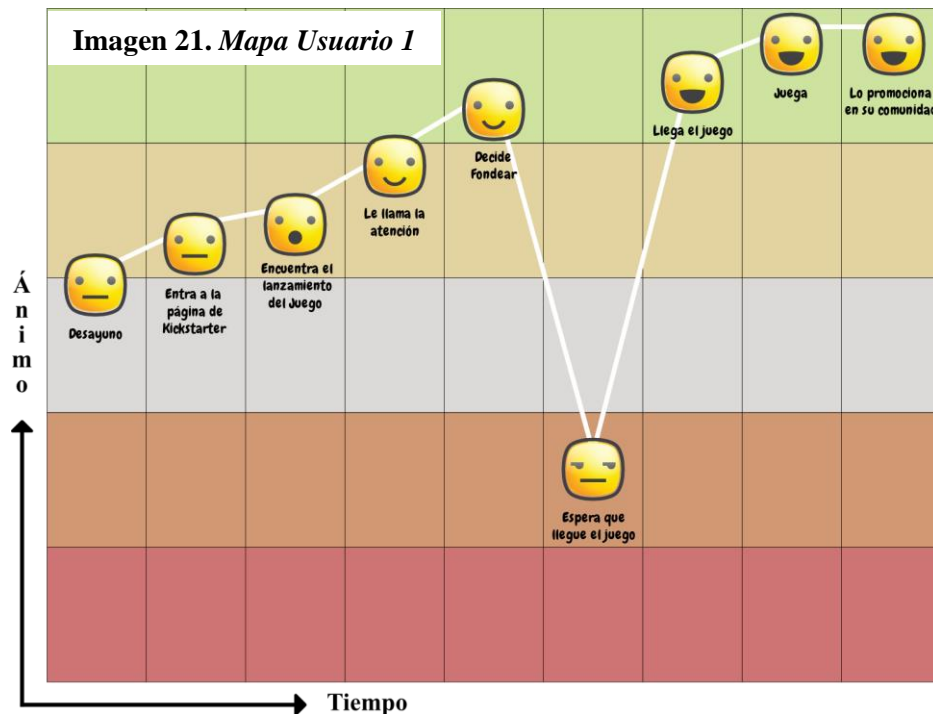 Imagen 21. Mapa Usuario 1
Desayuno
Entra a la
página de
Kickstarter
Encuentra el
lanzamiento
del Juego
Le llama la
atención
Decide
Fondear
Espera que
llegue el juego
Llega el juego
Juega
Lo promociona
en su comunidad
Ánimo
Tiempo